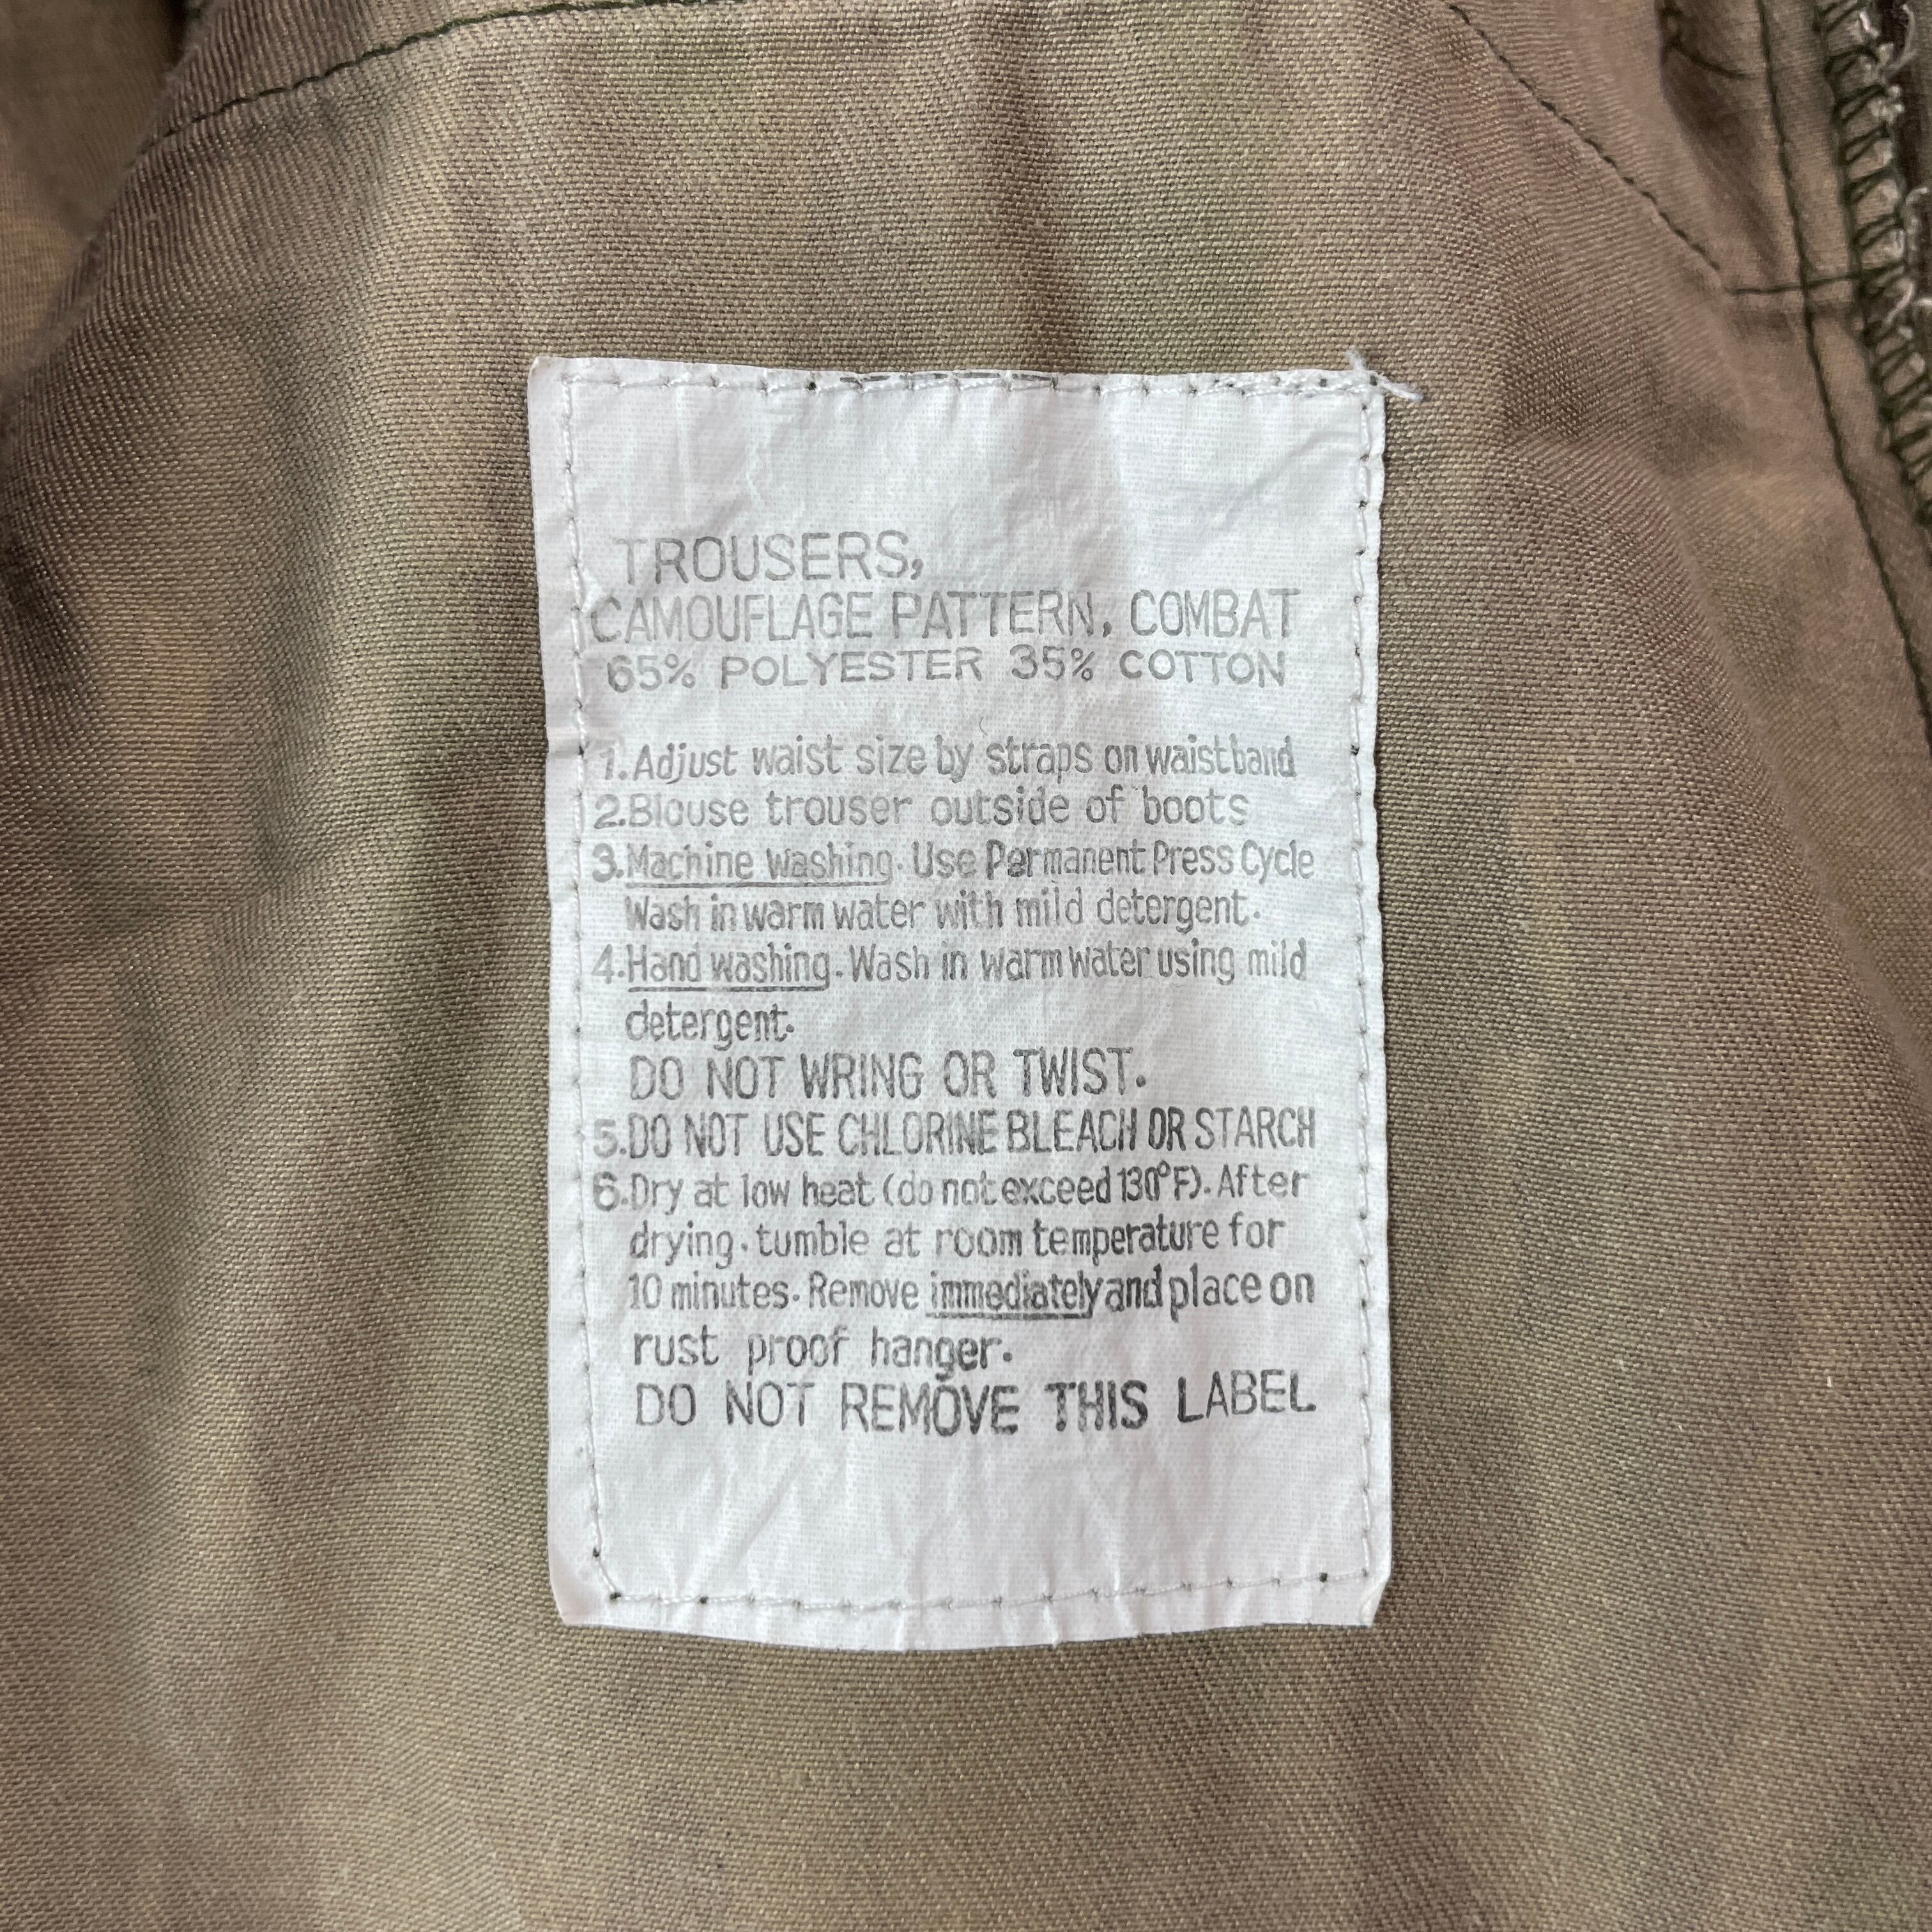 TROUSERS,
CAMOUFLAGE PATTERN, COMBAT
65% POLYESTER 35% COTTON
1.Adjust waist size by straps on waistband
2.Blouse trouser outside of boots
3.Machine washing. Use Permanent Press Cycle
Wash in warm water with mild detergent.
4.Hand washing. Wash in warm water using mild
detergent.
DO NOT WRING OR TWIST.
5.DO NOT USE CHLORINE BLEACH OR STARCH
6.Dry at low heat (do not exceed 130°F). After
drying. tumble at room temperature for
10 minutes. Remove immediately and place on
rust proof hanger.
DO NOT REMOVE THIS LABEL